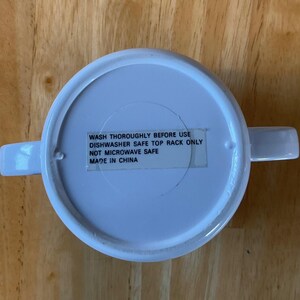 WASH THOROUGHLY BEFORE USE
DISHWASHER SAFE TOP RACK ONLY
NOT MICROWAVE SAFE
MADE IN CHINA